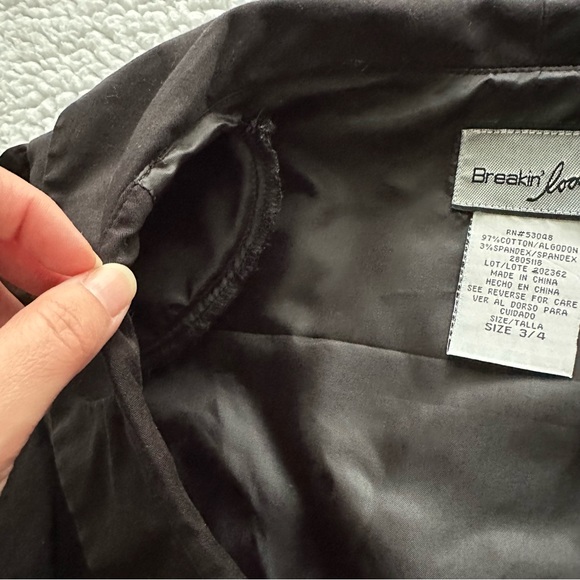 Breakin'
RN#53048
97%COTTON/ALGODON
3%SPANDEX/SPANDEX
2805118
LOT/LOTE 202362
MADE IN CHINA
HECHO EN CHINA
SEE REVERSE FOR CARE
VER AL DORSO PARA
CUIDADO
SIZE/TALLA
SIZE 3/4